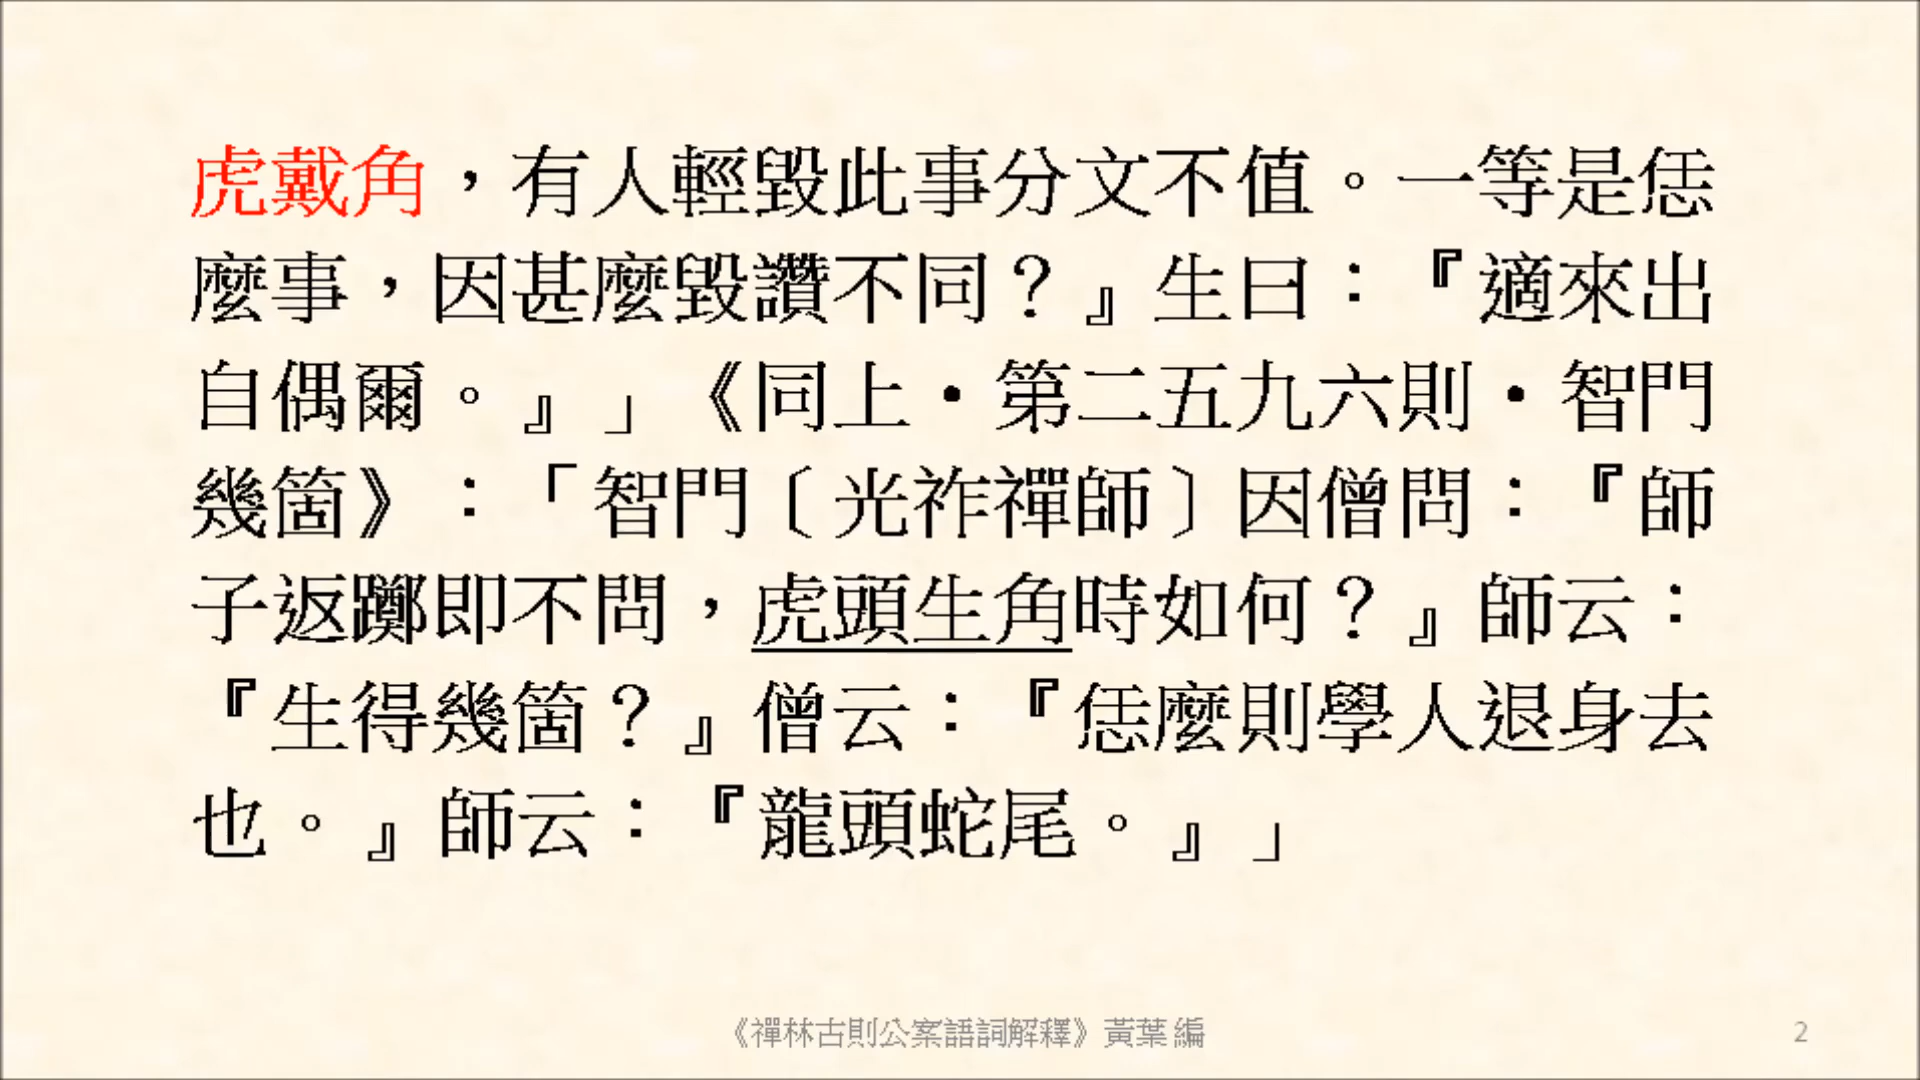 虎戴角，有人輕毀此事分文不值。一等是恁
麼事，因甚麼毀讚不同？』生曰：『適來出
自偶爾。』」《同上‧第二五九六則‧智門
幾箇》：「智門〔光祚禪師〕因僧問：『師
子返躑即不問，虎頭生角時如何？』師云：
『生得幾箇？』僧云：『恁麼則學人退身去
也。』師云：『龍頭蛇尾。』」
《禪林古則公案語詞解釋》黃葉 編
2